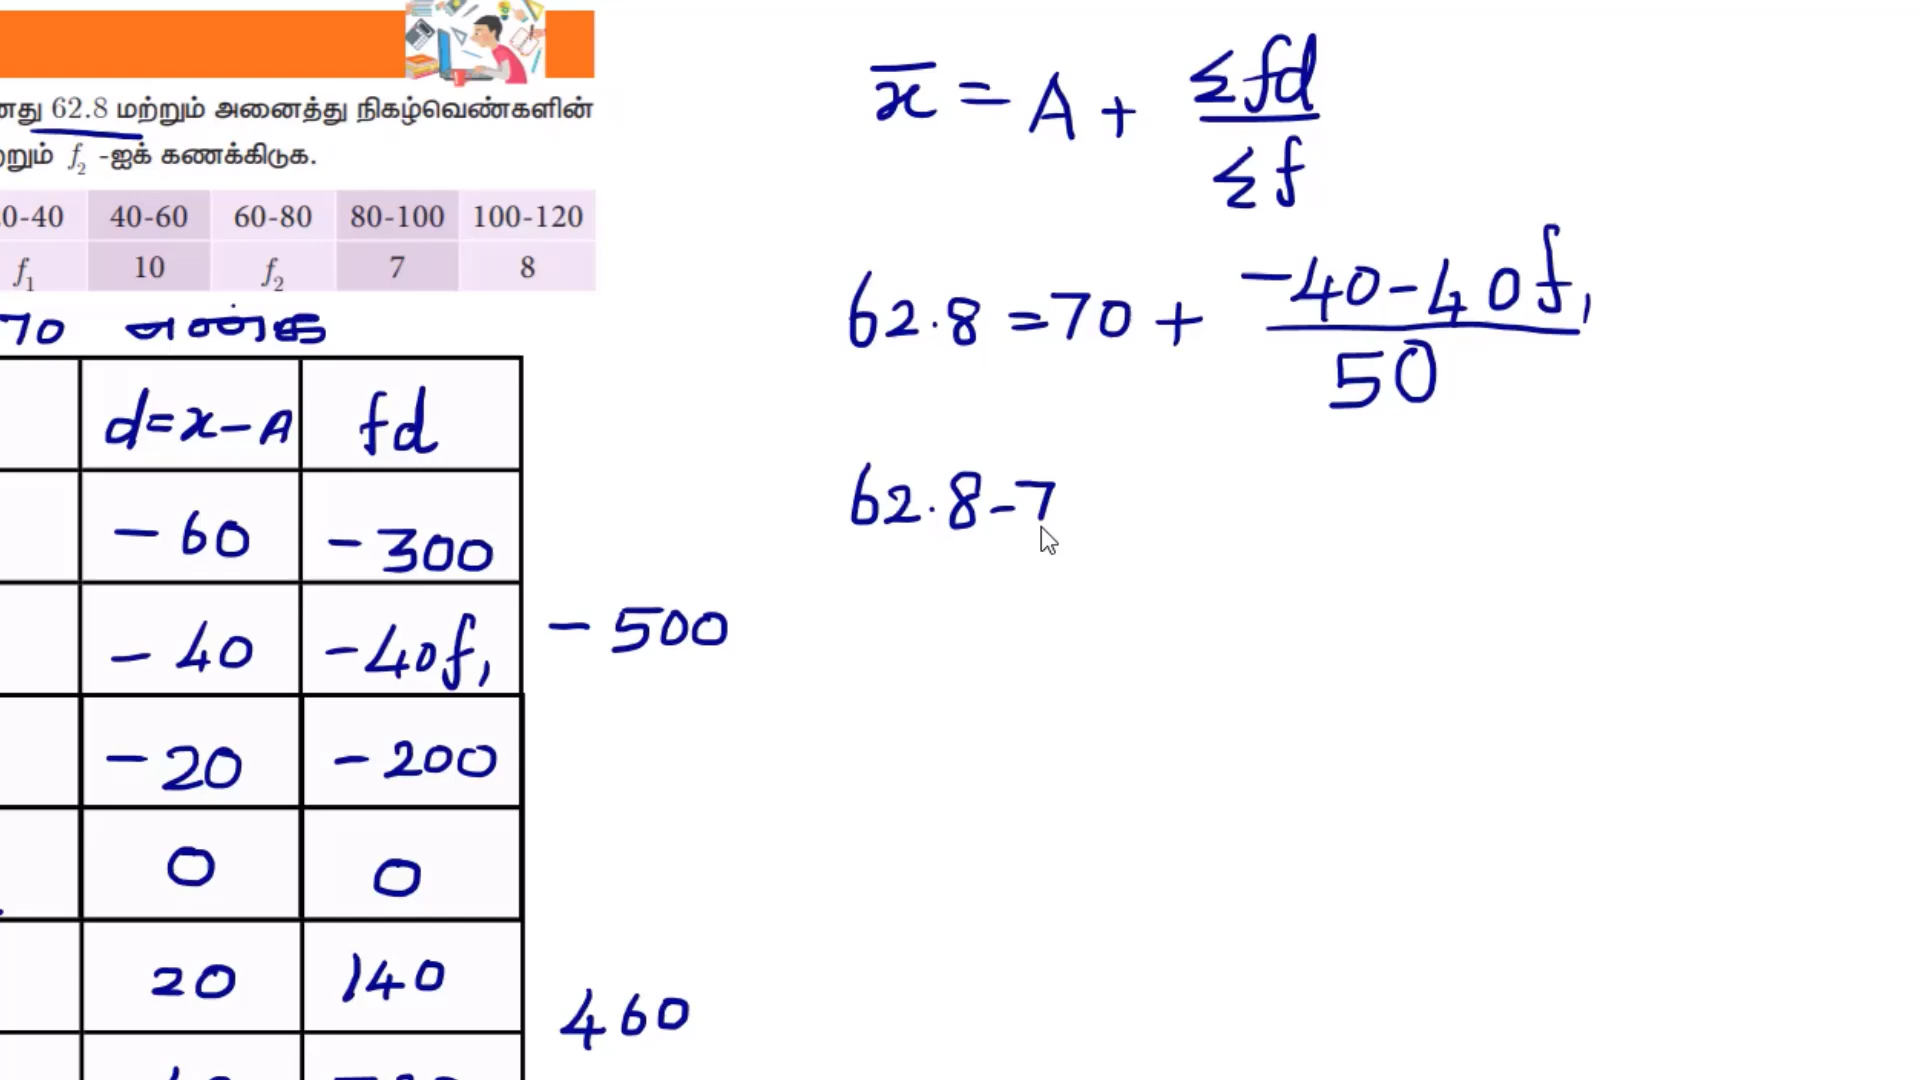 62.8 மற்றும் அனைத்து நிகழ்வெண்களின்
f₂ -ஐக் கணக்கிடுக.
0-40 40-60 60-80 80-100 100-120
f₁ 10 f₂ 7 8
70 என்க
d=x-A fd
-60 -300
-40 -40f₁
-500
-20 -200
0 0
20 140
460
x̄ = A + Σfd/Σf
62.8 = 70 + (-40-40f₁)/50
62.8-7